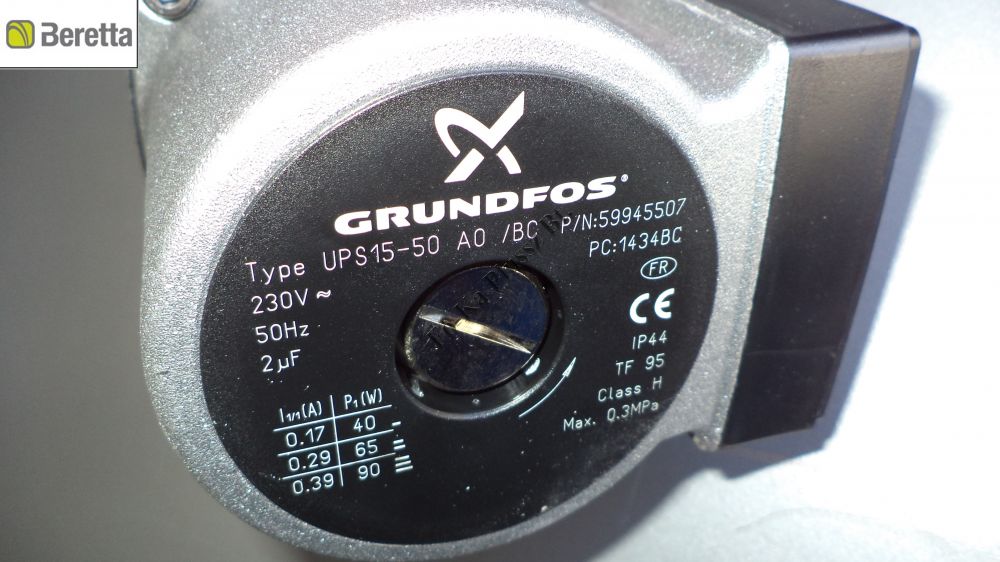 Beretta
GRUNDFOS®
Type UPS15-50 AO /BC P/N:59945507
PC:1434BC
230V ~
50Hz
2µF
FR
CE
IP44
TF 95
Class H
Max. 0.3MPa
I1/1(A) P1(W)
0.17 40
0.29 65
0.39 90